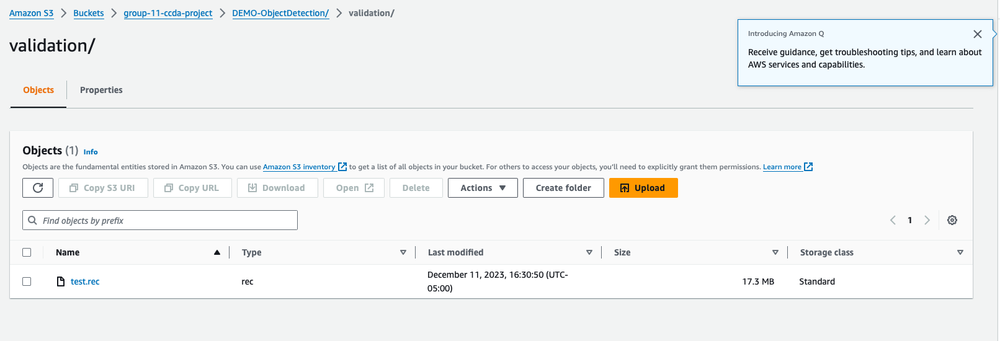 Amazon S3 > Buckets > group-11-ccda-project > DEMO-ObjectDetection/ > validation/
validation/
Introducing Amazon Q
Receive guidance, get troubleshooting tips, and learn about
AWS services and capabilities.
Objects Properties
Objects (1) Info
Objects are the fundamental entities stored in Amazon S3. You can use Amazon S3 inventory to get a list of all objects in your bucket. For others to access your objects, you'll need to explicitly grant them permissions. Learn more
Copy S3 URI Copy URL Download Open Delete Actions Create folder Upload
Find objects by prefix 1
Name Type Last modified Size Storage class
test.rec rec December 11, 2023, 16:30:50 (UTC-
05:00) 17.3 MB Standard